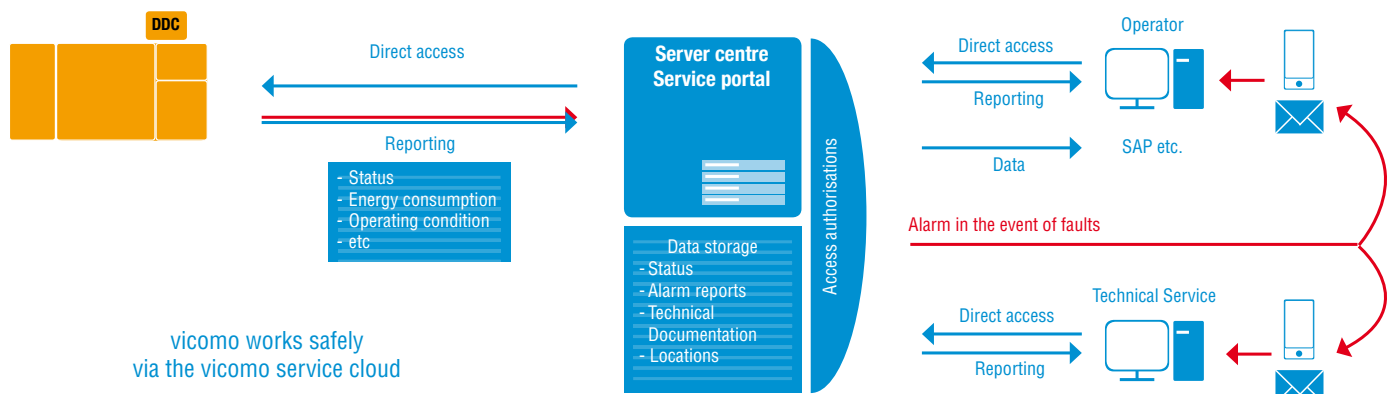 DDC
Direct access
Reporting
- Status
- Energy consumption
- Operating condition
- etc
vicomo works safely
via the vicomo service cloud
Server centre
Service portal
Data storage
- Status
- Alarm reports
- Technical
Documentation
- Locations
Access authorisations
Operator
Direct access
Reporting
SAP etc.
Data
Alarm in the event of faults
Technical Service
Direct access
Reporting